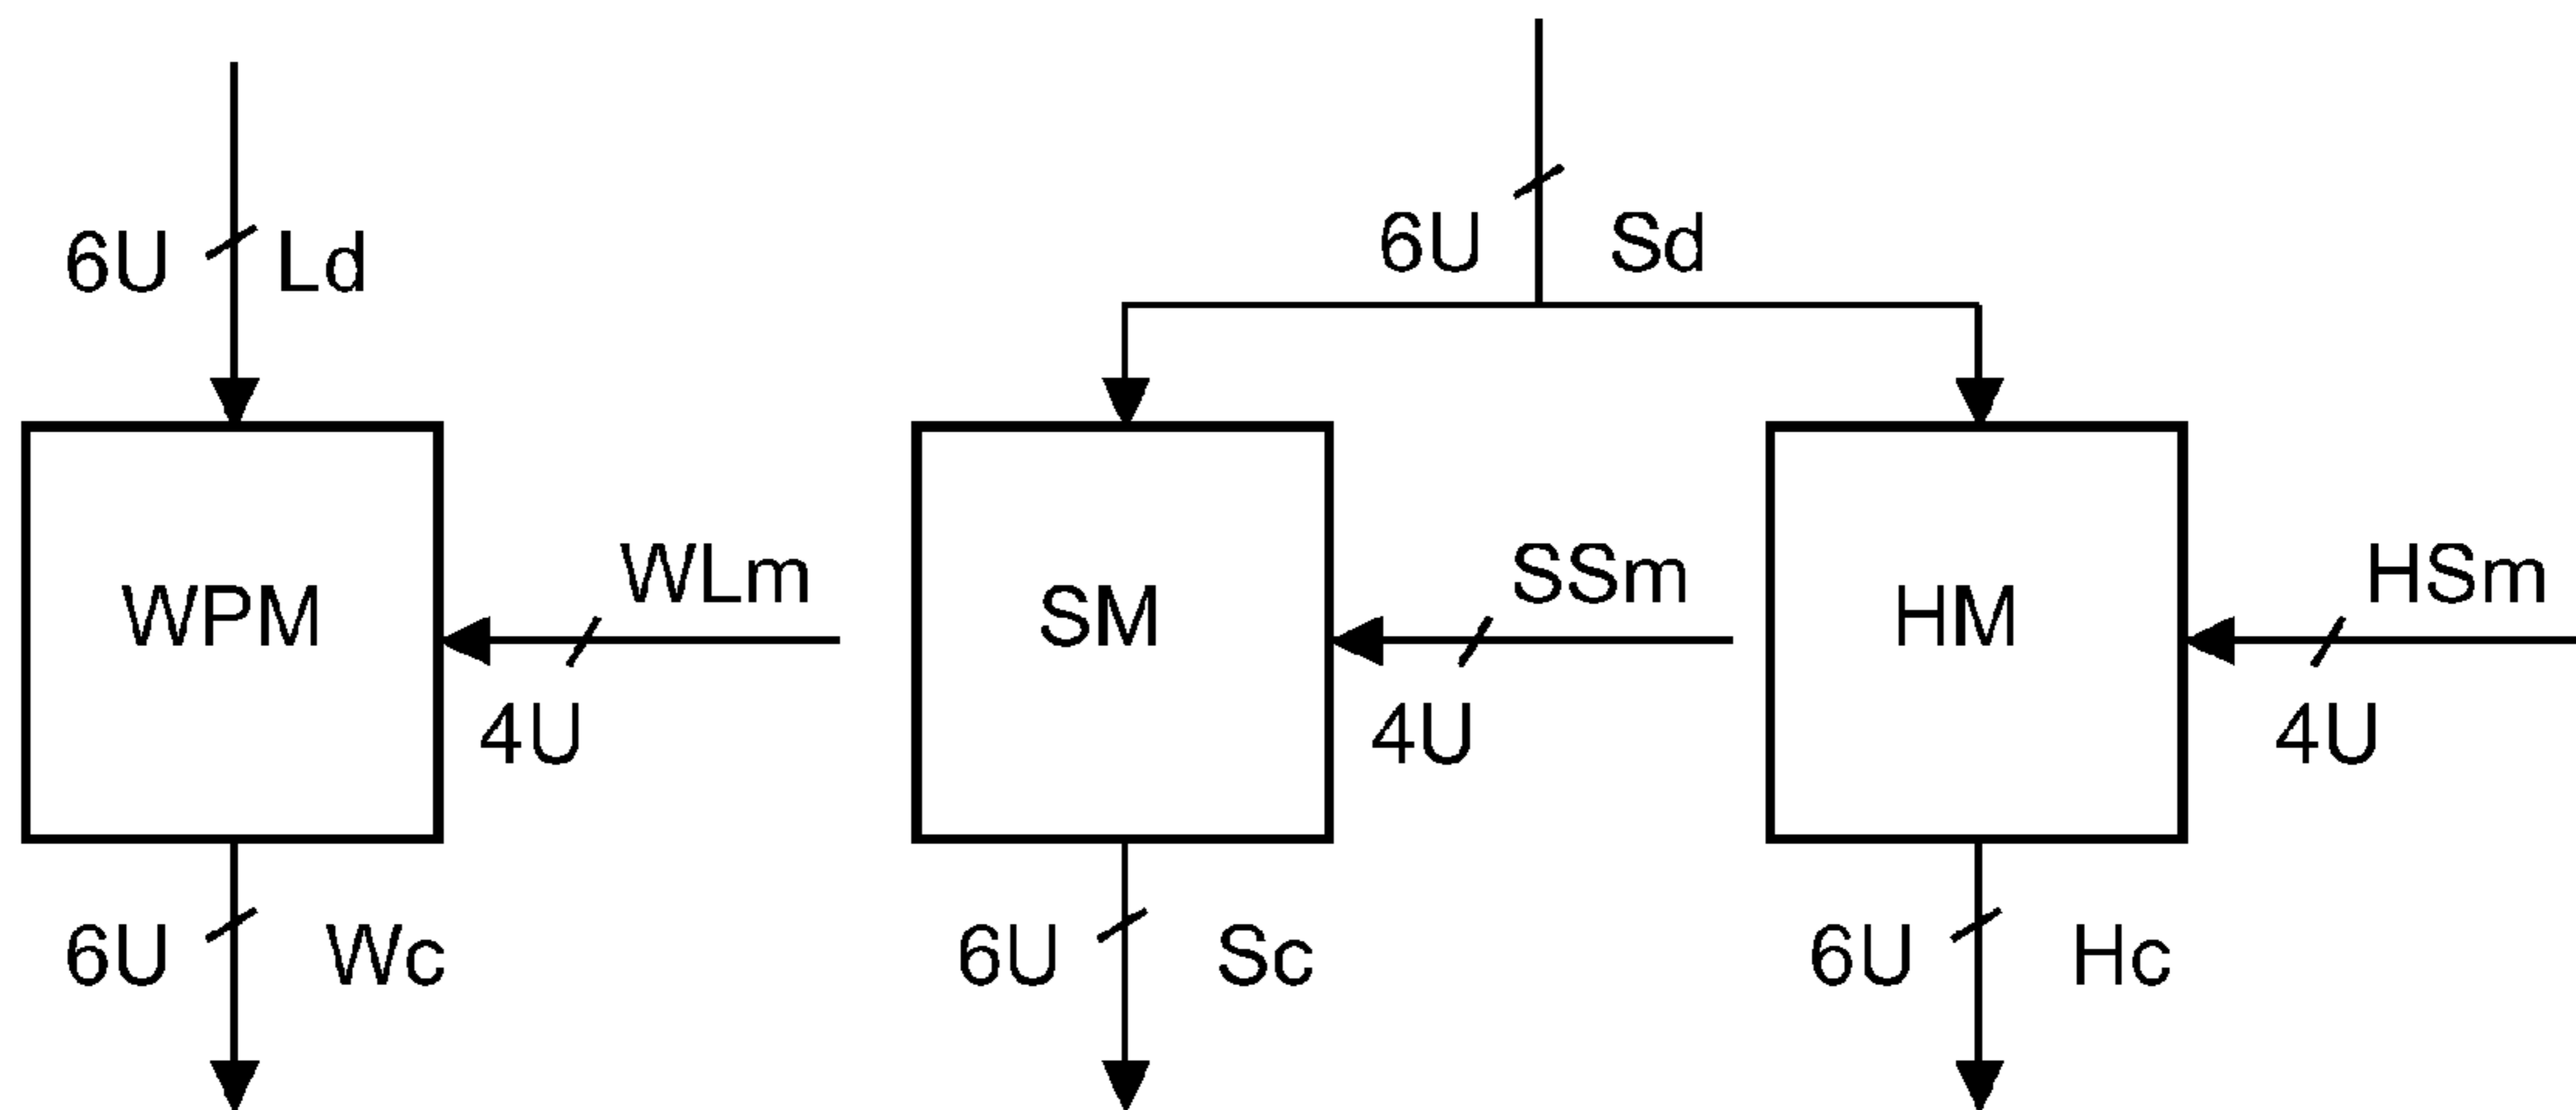 6U Sd
6U Ld
WLm SSm HSm
WPM SM HM
4U 4U 4U
6U Wc 6U Sc 6U Hc